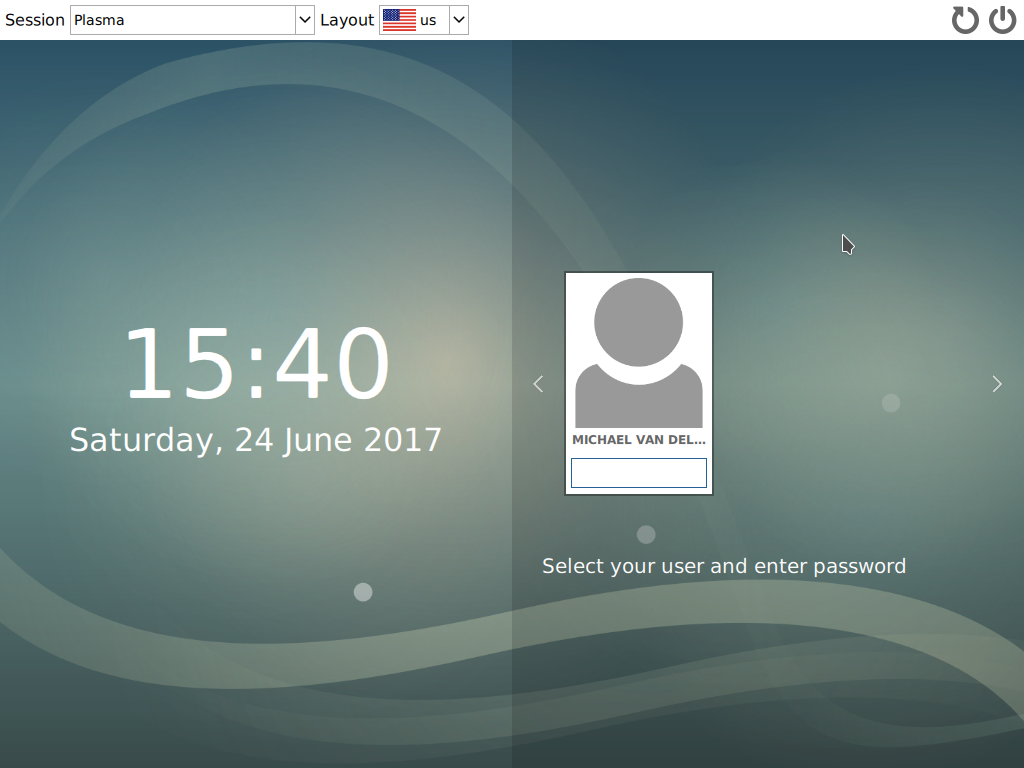 Session Plasma Layout us
15:40
Saturday, 24 June 2017
MICHAEL VAN DEL...
Select your user and enter password